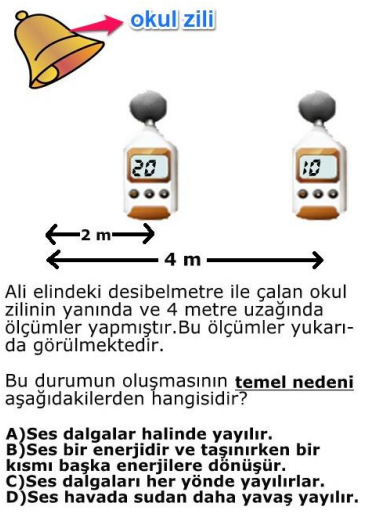 okul zili
20
10
2 m
4 m
Ali elindeki desibelmetre ile çalan okul
zilinin yanında ve 4 metre uzağında
ölçümler yapmıştır.Bu ölçümler yukarı-
da görülmektedir.
Bu durumun oluşmasının temel nedeni
aşağıdakilerden hangisidir?
A)Ses dalgalar halinde yayılır.
B)Ses bir enerjidir ve taşınırken bir
kısmı başka enerjilere dönüşür.
C)Ses dalgaları her yönde yayılırlar.
D)Ses havada sudan daha yavaş yayılır.